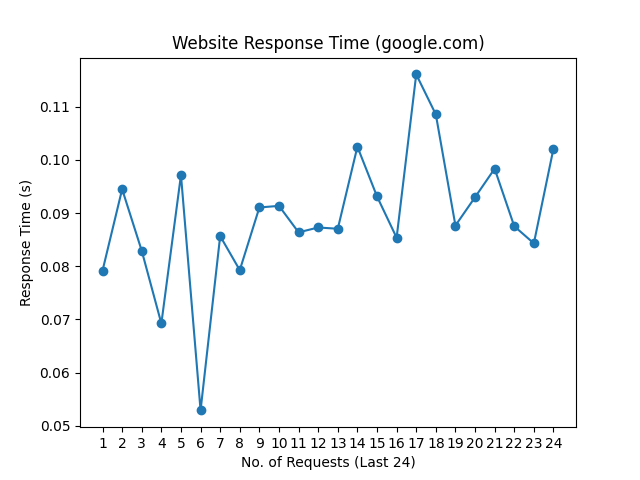 Website Response Time (google.com)
Response Time (s)
0.11
0.10
0.09
0.08
0.07
0.06
0.05
1 2 3 4 5 6 7 8 9 10 11 12 13 14 15 16 17 18 19 20 21 22 23 24
No. of Requests (Last 24)